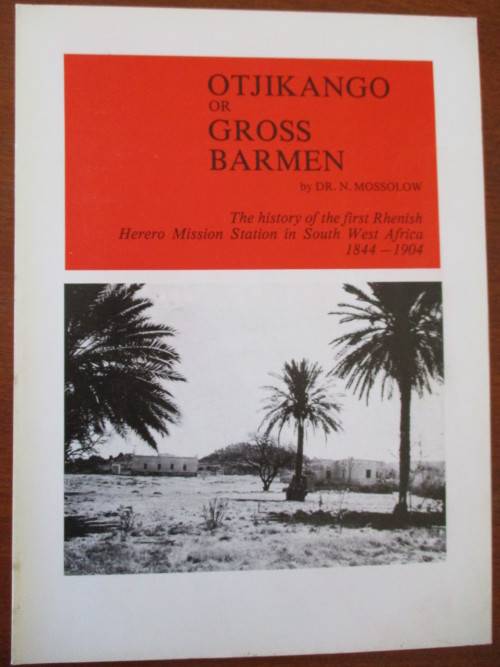 OTJIKANGO
OR
GROSS
BARMEN
by DR. N. MOSSOLOW
The history of the first Rhenish
Herero Mission Station in South West Africa
1844 – 1904